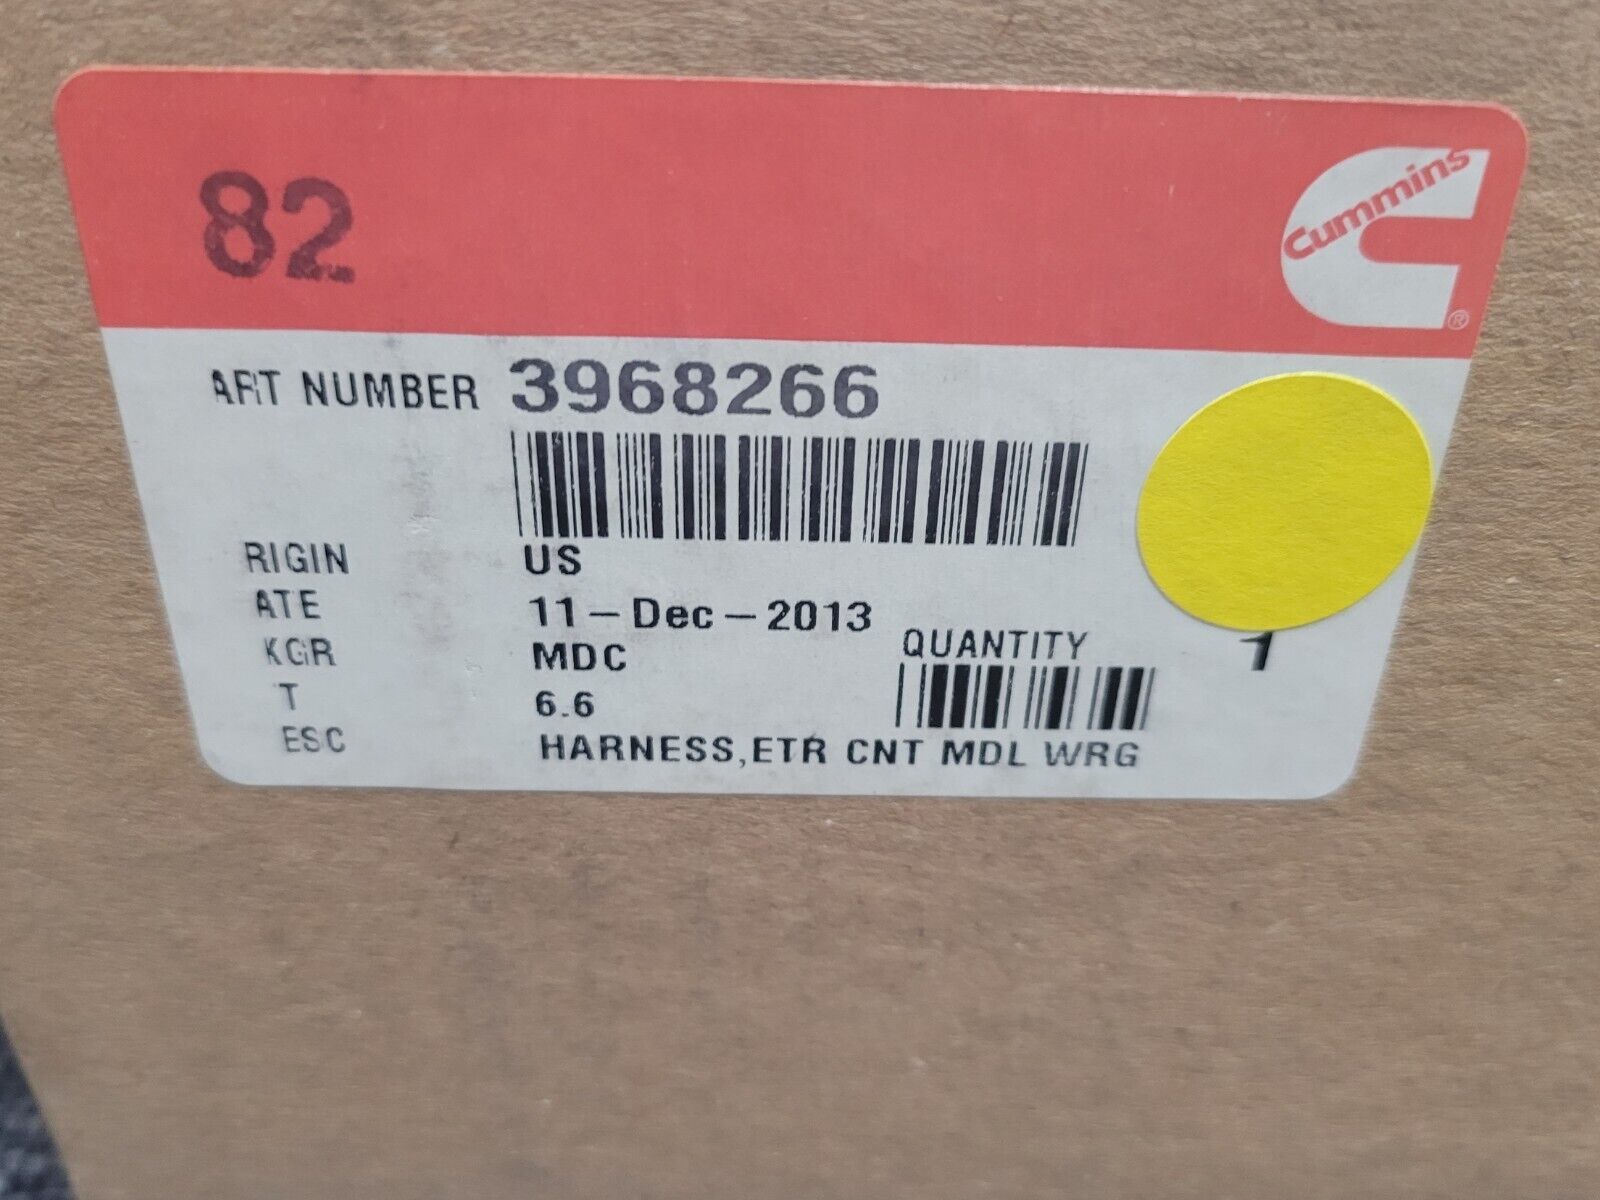 82
Cummins
®
ART NUMBER 3968266
RIGIN US
ATE 11-Dec-2013
KGR MDC
QUANTITY 1
T 6.6
ESC HARNESS,ETR CNT MDL WRG